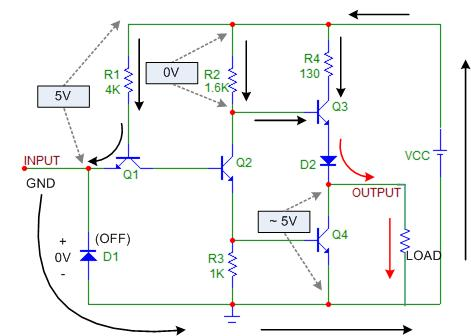 5V
R1
4K
0V
R2
1.6K
R4
130
Q3
INPUT
GND
Q1
Q2
D2
VCC
OUTPUT
~ 5V
+
0V
-
(OFF)
D1
R3
1K
Q4
LOAD